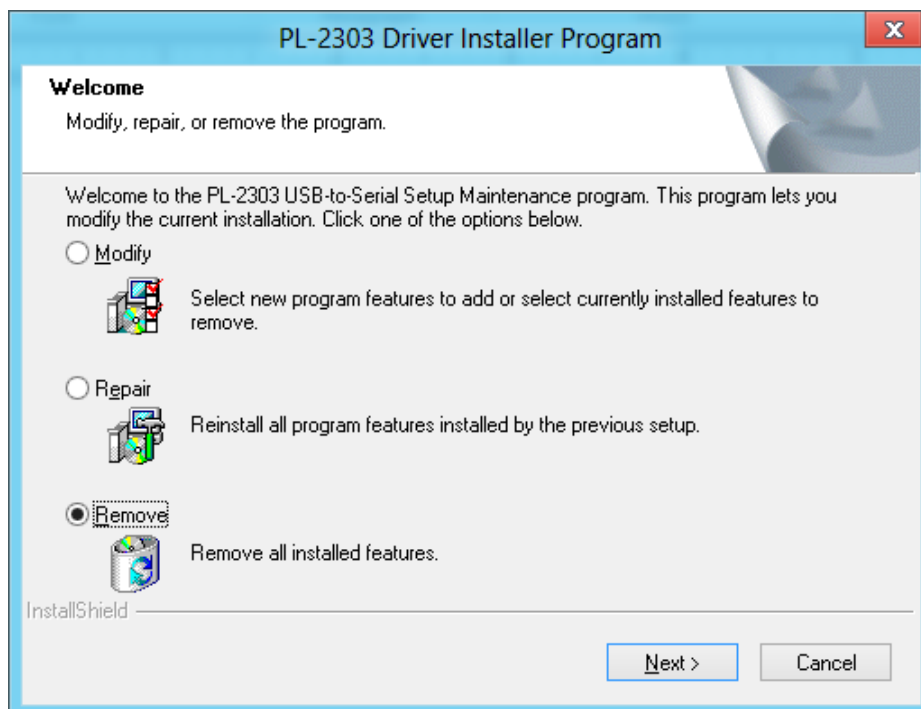 PL-2303 Driver Installer Program
x
Welcome
Modify, repair, or remove the program.
Welcome to the PL-2303 USB-to-Serial Setup Maintenance program. This program lets you
modify the current installation. Click one of the options below.
Modify
Select new program features to add or select currently installed features to
remove.
Repair
Reinstall all program features installed by the previous setup.
Remove
Remove all installed features.
InstallShield
Next >
Cancel